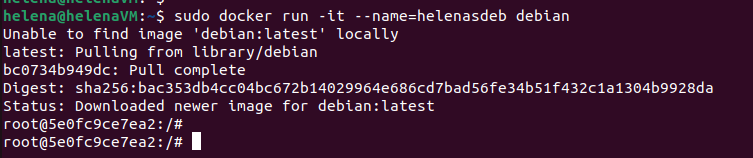 helena@helenaVM:~$ sudo docker run -it --name=helenasdeb debian
Unable to find image 'debian:latest' locally
latest: Pulling from library/debian
bc0734b949dc: Pull complete
Digest: sha256:bac353db4cc04bc672b14029964e686cd7bad56fe34b51f432c1a1304b9928da
Status: Downloaded newer image for debian:latest
root@5e0fc9ce7ea2:/#
root@5e0fc9ce7ea2:/#